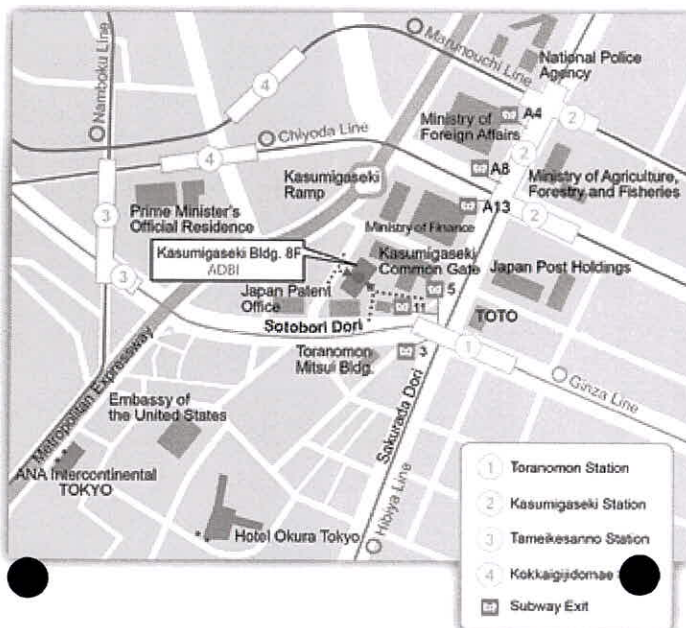 Namboku Line
Marunouchi Line
National Police
Agency
4
3
Chiyoda Line
4
Ministry of
Foreign Affairs
A4
2
2
Kasumigaseki
Ramp
A8
Ministry of Agriculture,
Forestry and Fisheries
3
Prime Minister's
Official Residence
Ministry of Finance
A13
2
Kasumigaseki Bldg. 8F
ADBI
Kasumigaseki
Common Gate
Japan Post Holdings
3
Japan Patent
Office
5
11
Sotobori Dori
TOTO
Toranomon
Mitsui Bldg.
3
1
Ginza Line
Metropolitan Expressway
Embassy of
the United States
Sakurada Dori
ANA Intercontinental
TOKYO
Hotel Okura Tokyo
Hibiya Line
1 Toranomon Station
2 Kasumigaseki Station
3 Tameikesanno Station
4 Kokkaigijidomae
Subway Exit